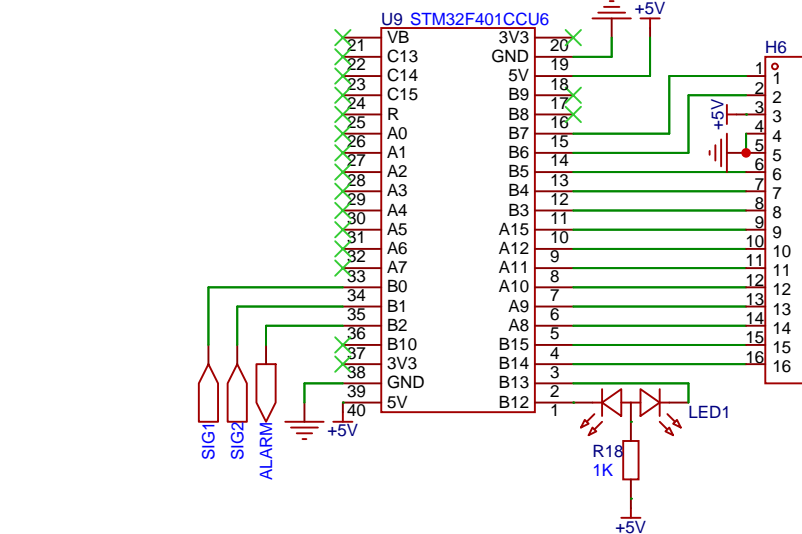 +5V
U9 STM32F401CCU6
VB
C13
C14
C15
R
A0
A1
A2
A3
A4
A5
A6
A7
B0
B1
B2
B10
3V3
GND
5V
21
22
23
24
25
26
27
28
29
30
31
32
33
34
35
36
37
38
39
40
3V3
GND
5V
B9
B8
B7
B6
B5
B4
B3
A15
A12
A11
A10
A9
A8
B15
B14
B13
B12
20
19
18
17
16
15
14
13
12
11
10
9
8
7
6
5
4
3
2
1
H6
1
2
3
4
5
6
7
8
9
10
11
12
13
14
15
16
1
2
3
4
5
6
7
8
9
10
11
12
13
14
15
16
+5V
SIG1
SIG2
ALARM
+5V
LED1
R18
1K
+5V